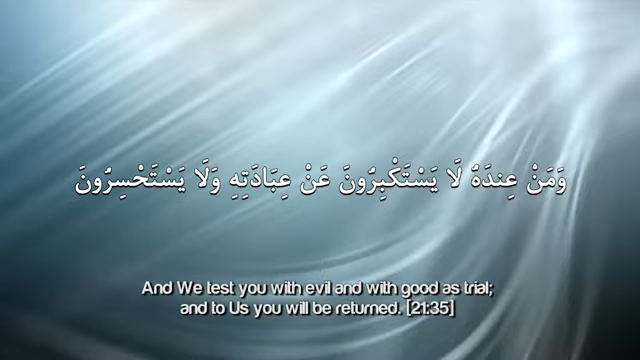 وَمَنْ عِندَهُ لَا يَسْتَكْبِرُونَ عَنْ عِبَادَتِهِ وَلَا يَسْتَحْسِرُونَ
And We test you with evil and with good as trial;
and to Us you will be returned. [21:35]